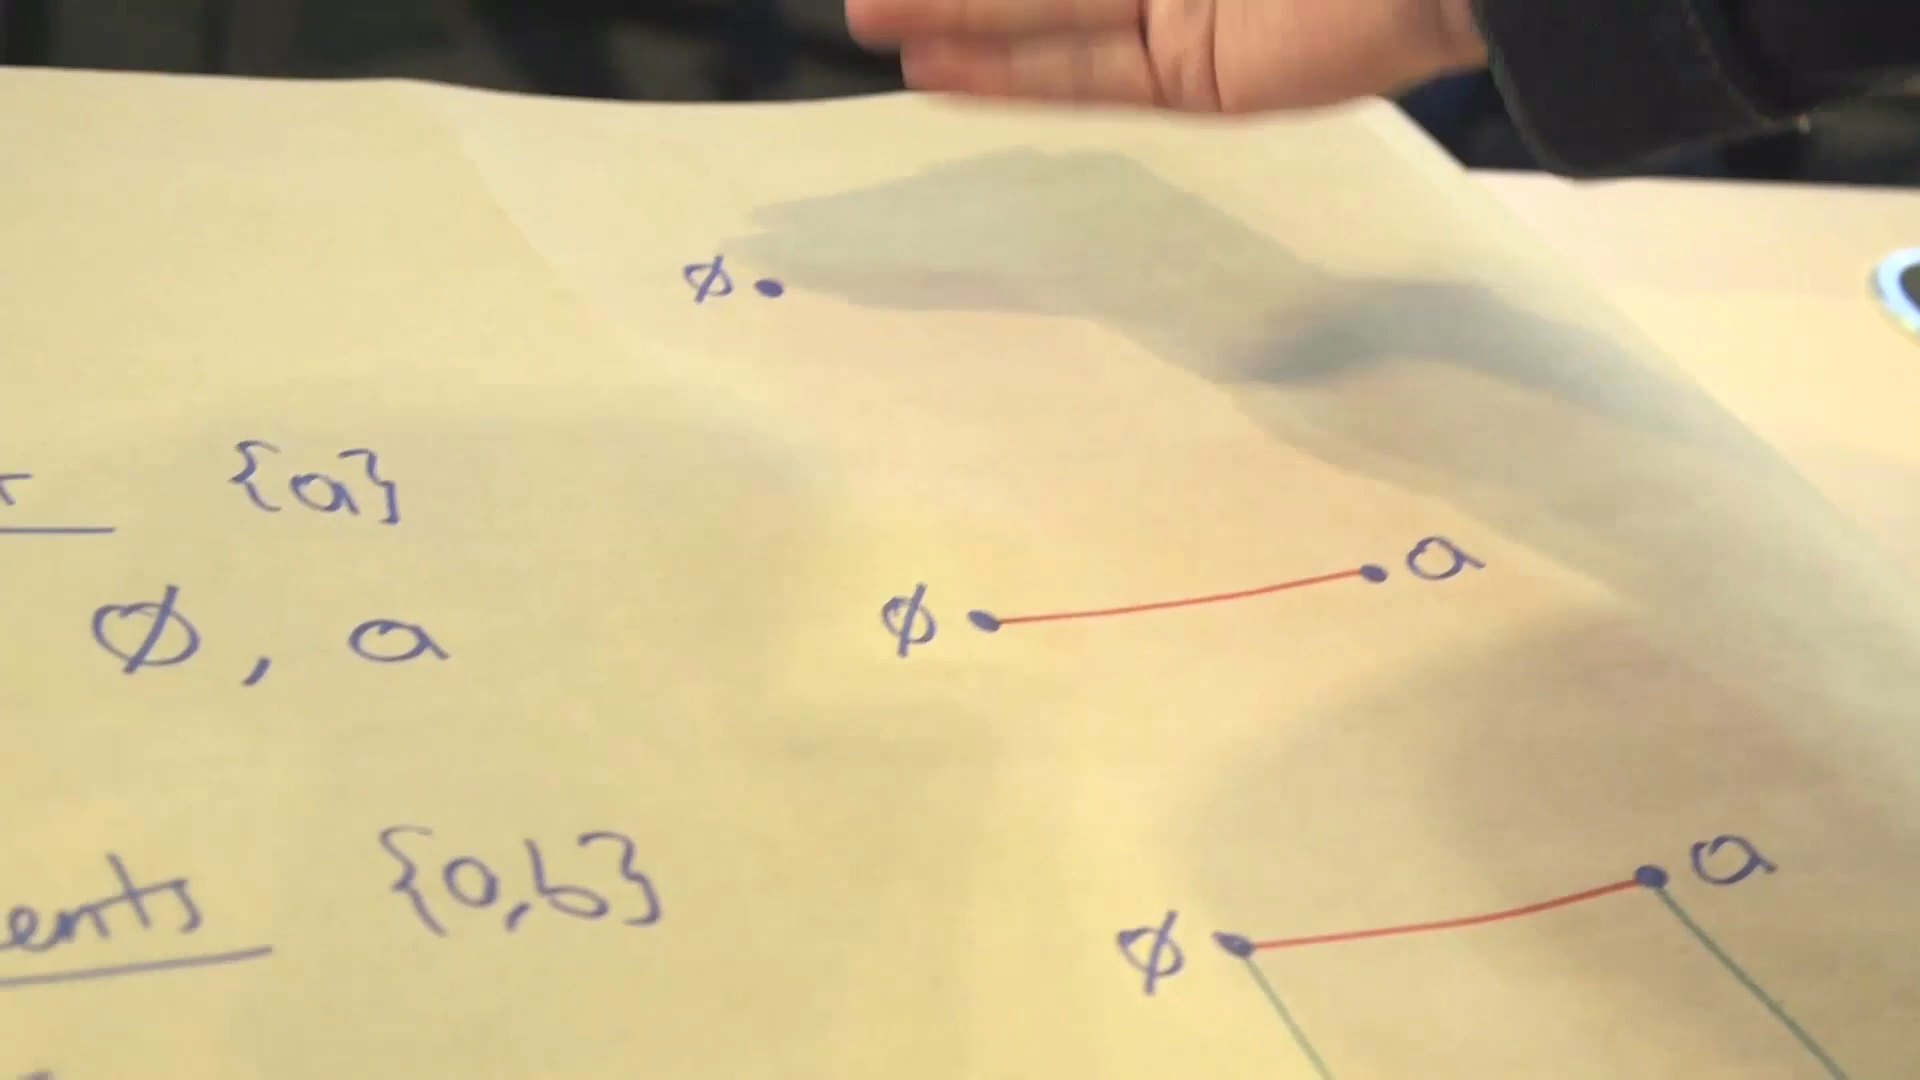 ∅
{a}
∅, a
∅ a
ents {a,b}
∅ a